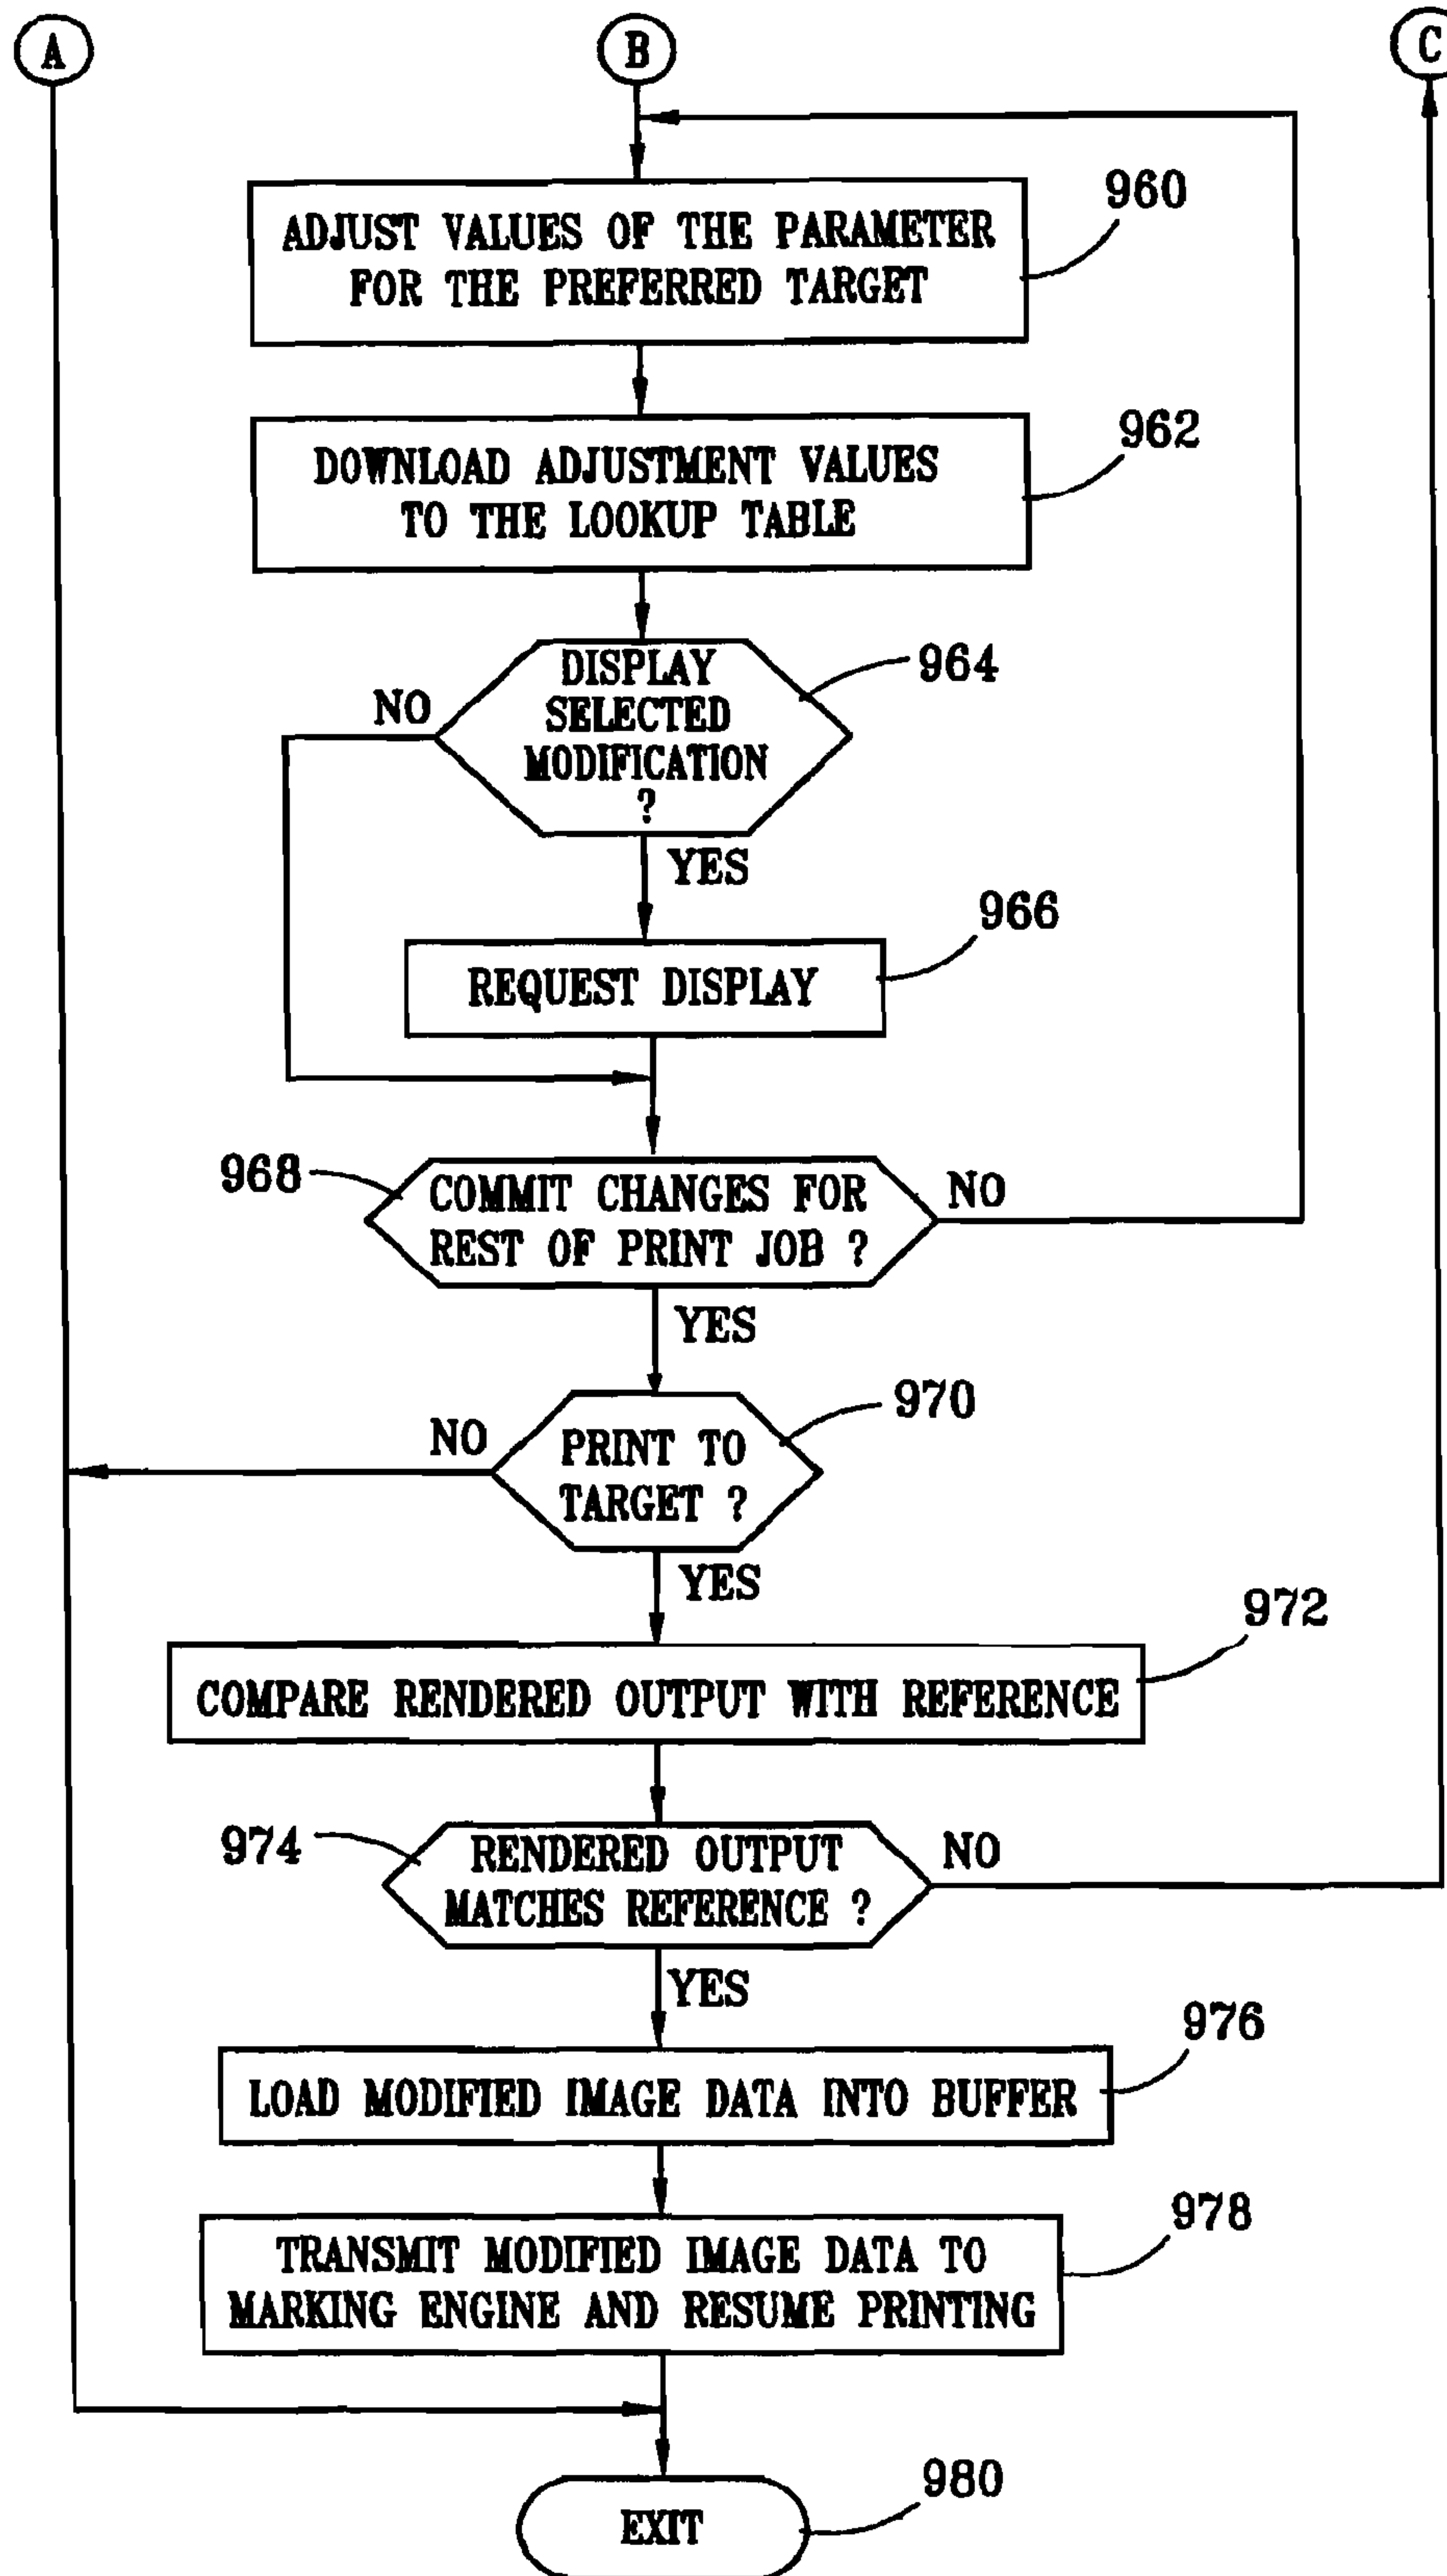 A
B
C
960
ADJUST VALUES OF THE PARAMETER
FOR THE PREFERRED TARGET
962
DOWNLOAD ADJUSTMENT VALUES
TO THE LOOKUP TABLE
964
DISPLAY
SELECTED
MODIFICATION
?
NO
YES
966
REQUEST DISPLAY
968
COMMIT CHANGES FOR
REST OF PRINT JOB ?
NO
YES
970
NO
PRINT TO
TARGET ?
YES
972
COMPARE RENDERED OUTPUT WITH REFERENCE
974
RENDERED OUTPUT
MATCHES REFERENCE ?
NO
YES
976
LOAD MODIFIED IMAGE DATA INTO BUFFER
978
TRANSMIT MODIFIED IMAGE DATA TO
MARKING ENGINE AND RESUME PRINTING
980
EXIT